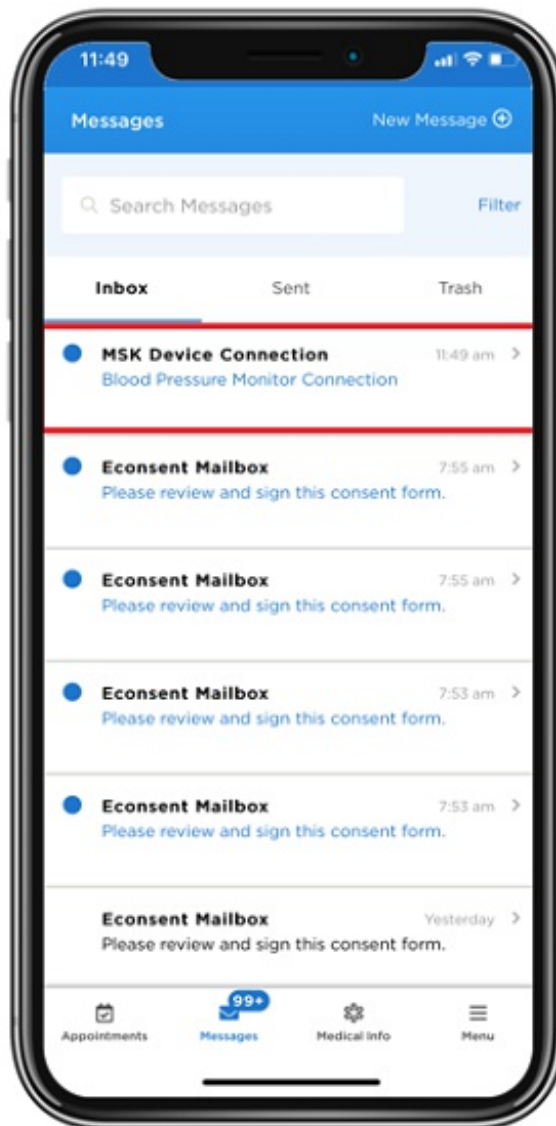 11:49
Messages New Message
Search Messages Filter
Inbox Sent Trash
MSK Device Connection 11:49 am
Blood Pressure Monitor Connection
Econsent Mailbox 7:55 am
Please review and sign this consent form.
Econsent Mailbox 7:55 am
Please review and sign this consent form.
Econsent Mailbox 7:53 am
Please review and sign this consent form.
Econsent Mailbox 7:53 am
Please review and sign this consent form.
Econsent Mailbox Yesterday
Please review and sign this consent form.
99+
Appointments Messages Medical Info Menu